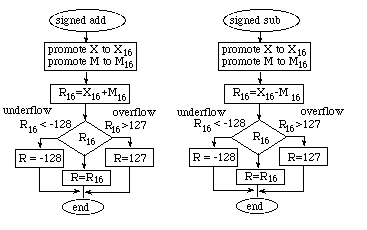 signed add
promote X to X16
promote M to M16
R16=X16+M16
underflow
overflow
R16 < -128
R16>127
R16
R = -128
R=127
R=R16
end
signed sub
promote X to X16
promote M to M16
R16=X16-M16
underflow
overflow
R16 < -128
R16>127
R16
R = -128
R=127
R=R16
end